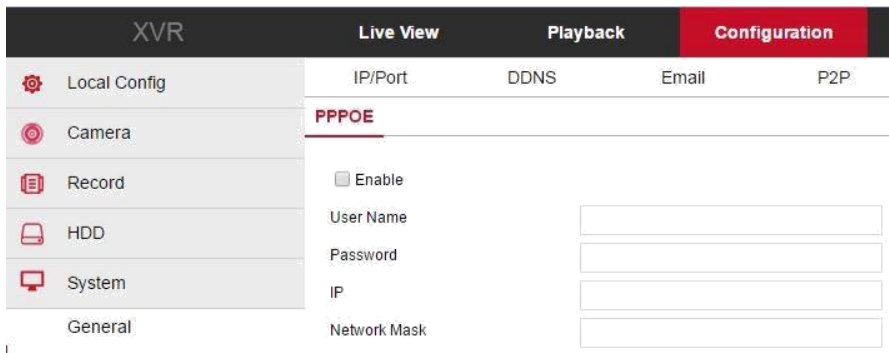 XVR Live View Playback Configuration
Local Config
Camera
Record
HDD
System
General
IP/Port DDNS Email P2P
PPPOE
Enable
User Name
Password
IP
Network Mask